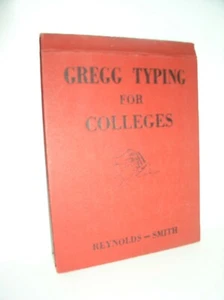 GREGG TYPING
FOR
COLLEGES
REYNOLDS — SMITH